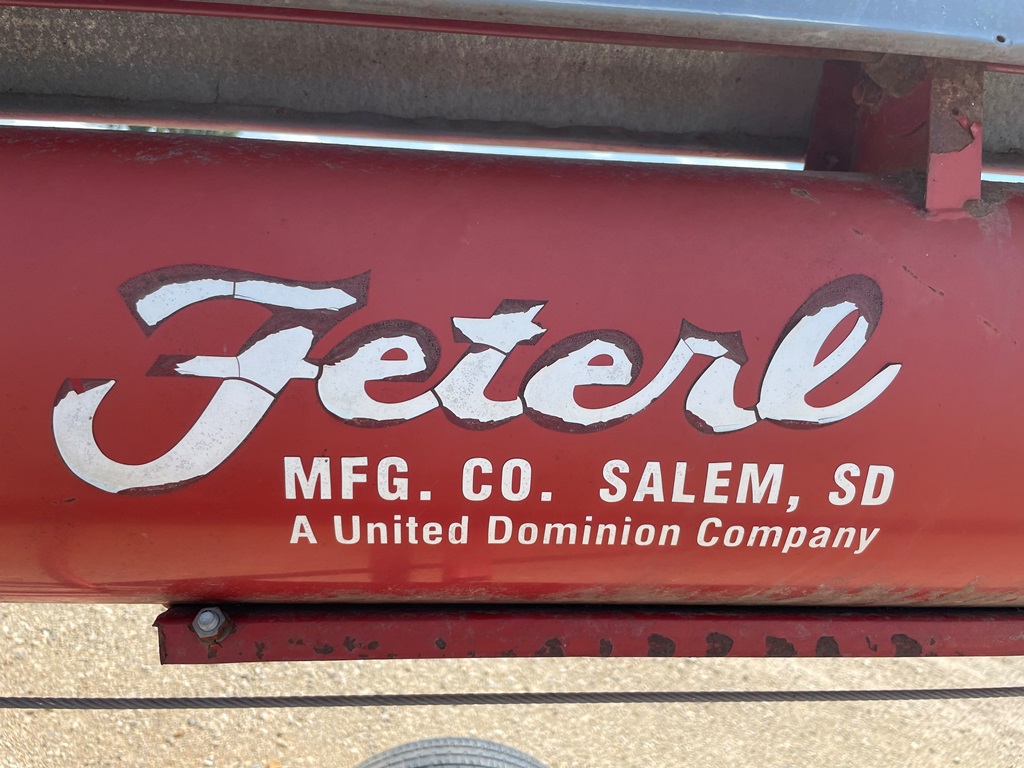 Feterl
MFG. CO. SALEM, SD
A United Dominion Company